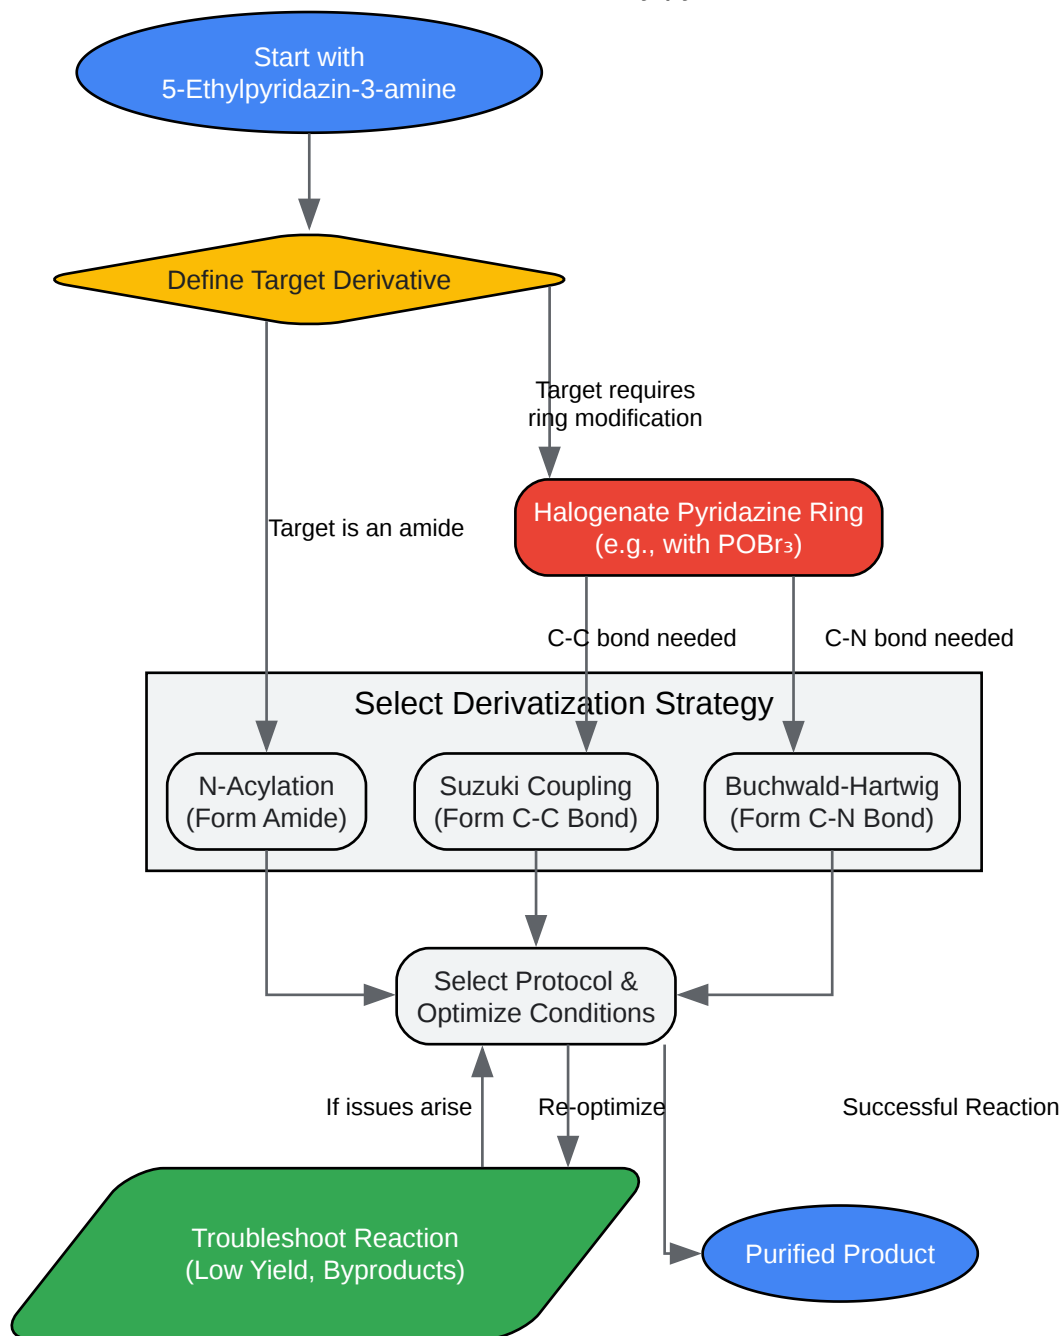 Start with
5-Ethylpyridazin-3-amine
Define Target Derivative
Target requires
ring modification
Halogenate Pyridazine Ring
(e.g., with POBr₃)
Target is an amide
C-C bond needed
C-N bond needed
Select Derivatization Strategy
N-Acylation
(Form Amide)
Suzuki Coupling
(Form C-C Bond)
Buchwald-Hartwig
(Form C-N Bond)
Select Protocol &
Optimize Conditions
If issues arise
Re-optimize
Successful Reaction
Troubleshoot Reaction
(Low Yield, Byproducts)
Purified Product